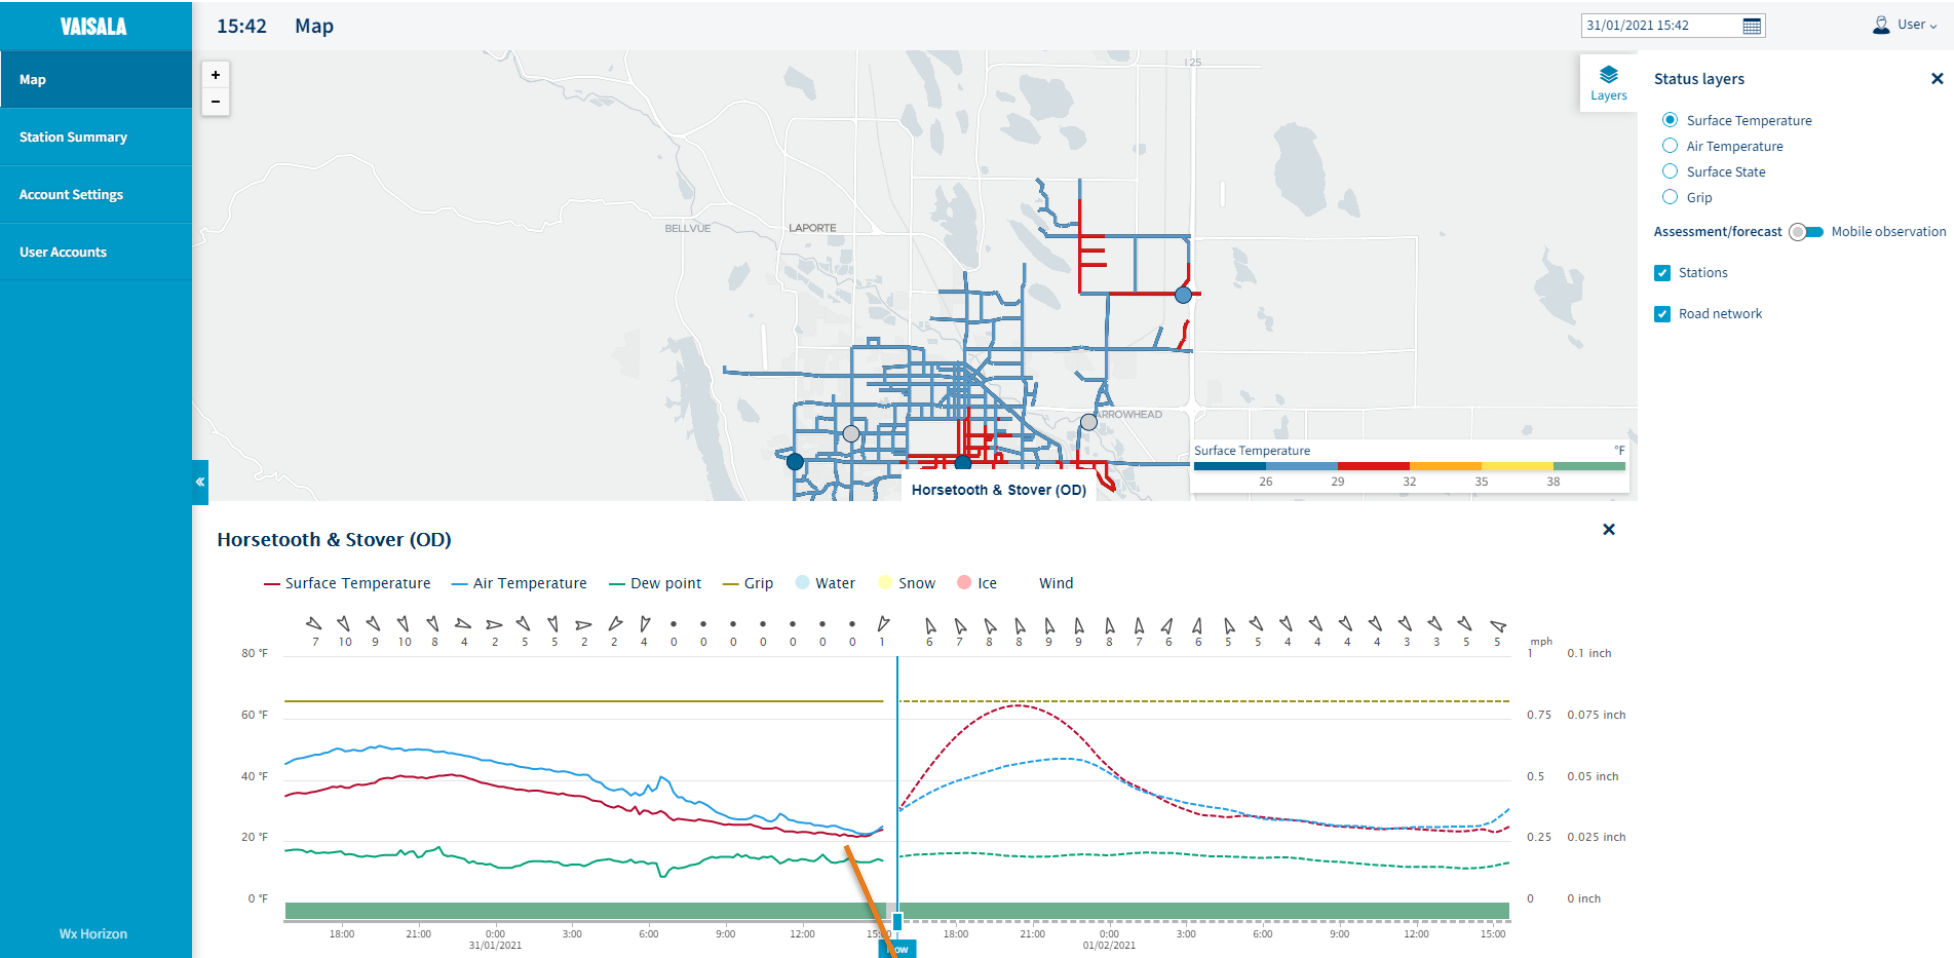 VAISALA
15:42 Map
31/01/2021 15:42
User
Map
Station Summary
Account Settings
User Accounts
Wx Horizon
+
−
I 25
BELLVUE
LAPORTE
ARROWHEAD
Layers
Status layers
Surface Temperature
Air Temperature
Surface State
Grip
Assessment/forecast Mobile observation
Stations
Road network
Surface Temperature °F
26 29 32 35 38
Horsetooth & Stover (OD)
Horsetooth & Stover (OD)
Surface Temperature Air Temperature Dew point Grip Water Snow Ice Wind
7 10 9 10 8 4 2 5 5 2 2 4 0 0 0 0 0 0 0 1 6 7 8 8 9 9 8 7 6 6 5 5 4 4 4 4 3 3 5 5 mph
80 °F 1 0.1 inch
60 °F 0.75 0.075 inch
40 °F 0.5 0.05 inch
20 °F 0.25 0.025 inch
0 °F 0 0 inch
18:00 21:00 0:00 3:00 6:00 9:00 12:00 18:00 21:00 0:00 3:00 6:00 9:00 12:00 15:00
31/01/2021 01/02/2021